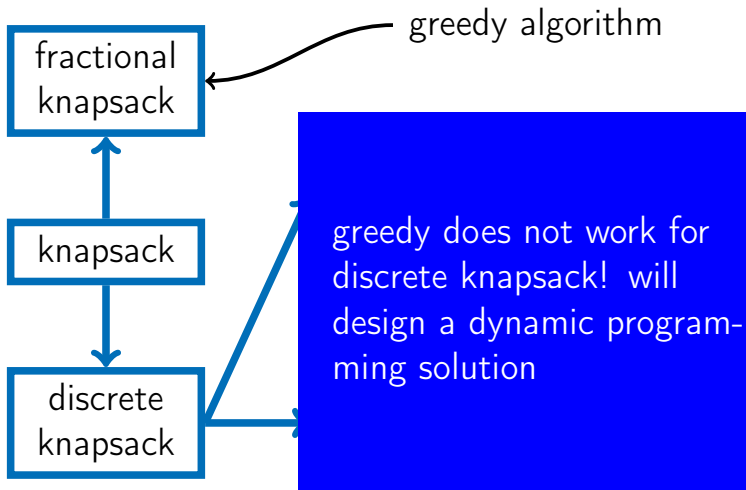 greedy algorithm
fractional
knapsack
knapsack
greedy does not work for
discrete knapsack! will
design a dynamic program-
ming solution
discrete
knapsack